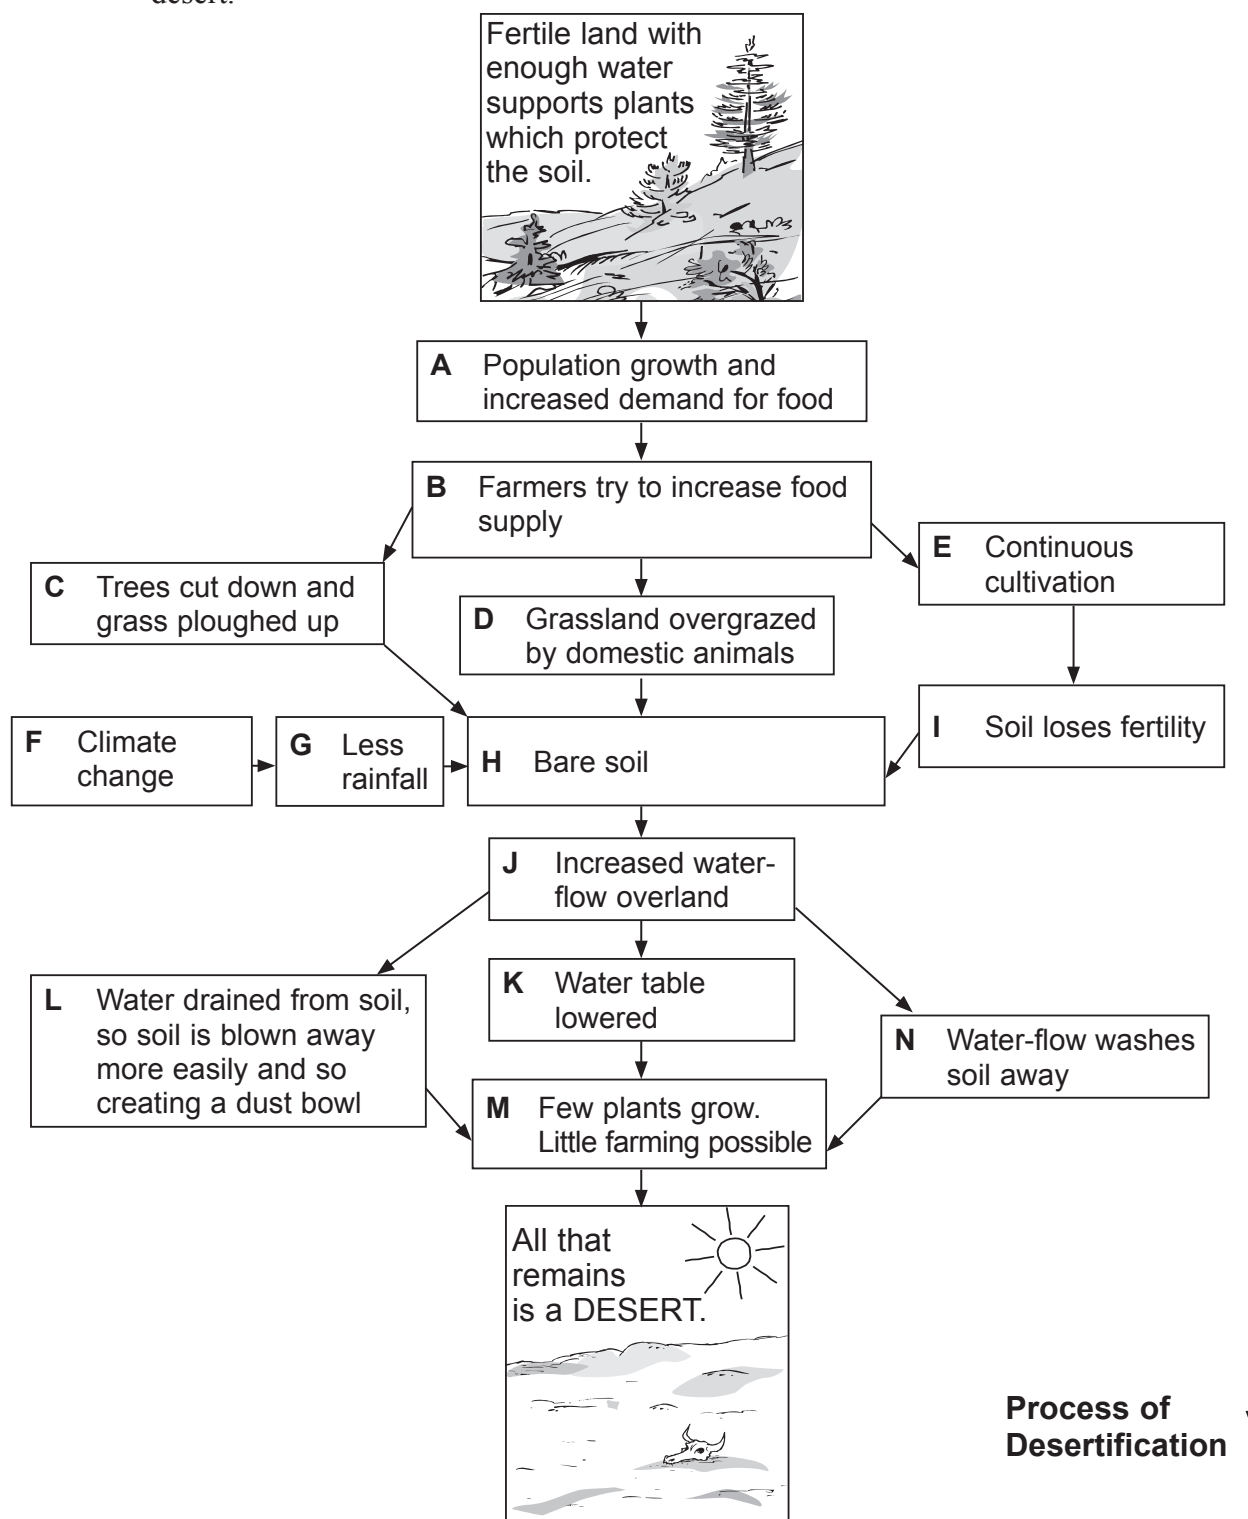 desert.
Fertile land with
enough water
supports plants
which protect
the soil.
A Population growth and
increased demand for food
B Farmers try to increase food
supply
C Trees cut down and
grass ploughed up
D Grassland overgrazed
by domestic animals
E Continuous
cultivation
F Climate
change
G Less
rainfall
H Bare soil
I Soil loses fertility
J Increased water-
flow overland
L Water drained from soil,
so soil is blown away
more easily and so
creating a dust bowl
K Water table
lowered
N Water-flow washes
soil away
M Few plants grow.
Little farming possible
All that
remains
is a DESERT.
Process of
Desertification